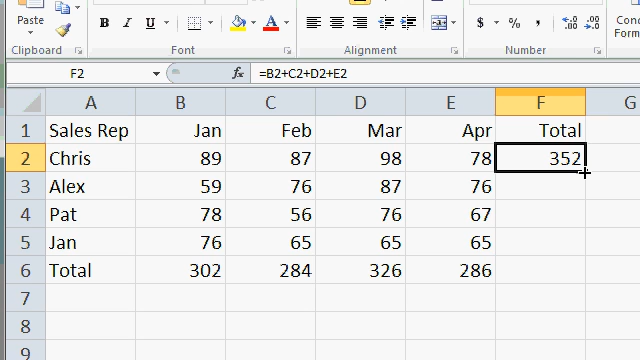 Paste
B I U
Clipboard Font Alignment Number
$ % , .00
F2 fx =B2+C2+D2+E2
A B C D E F G
1 Sales Rep Jan Feb Mar Apr Total
2 Chris 89 87 98 78 352
3 Alex 59 76 87 76
4 Pat 78 56 76 67
5 Jan 76 65 65 65
6 Total 302 284 326 286
7
8
9